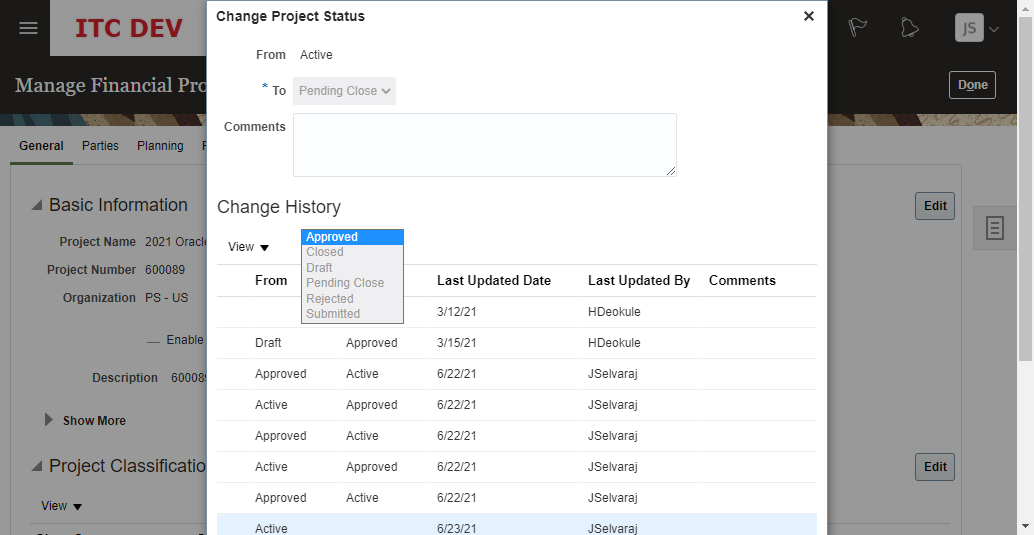 Change Project Status
ITC DEV
JS
From Active
Manage Financial Pro
Done
* To Pending Close
Comments
General Parties Planning
Change History
Basic Information
Edit
View
Approved
Closed
Draft
Pending Close
Rejected
Submitted
Project Name 2021 Oracle
Project Number 600089
Organization PS - US
Enable
Description 60008
Show More
From Last Updated Date Last Updated By Comments
3/12/21 HDeokule
Draft Approved 3/15/21 HDeokule
Approved Active 6/22/21 JSelvaraj
Active Approved 6/22/21 JSelvaraj
Approved Active 6/22/21 JSelvaraj
Active Approved 6/22/21 JSelvaraj
Approved Active 6/22/21 JSelvaraj
Active 6/23/21 JSelvaraj
Project Classificatio
Edit
View